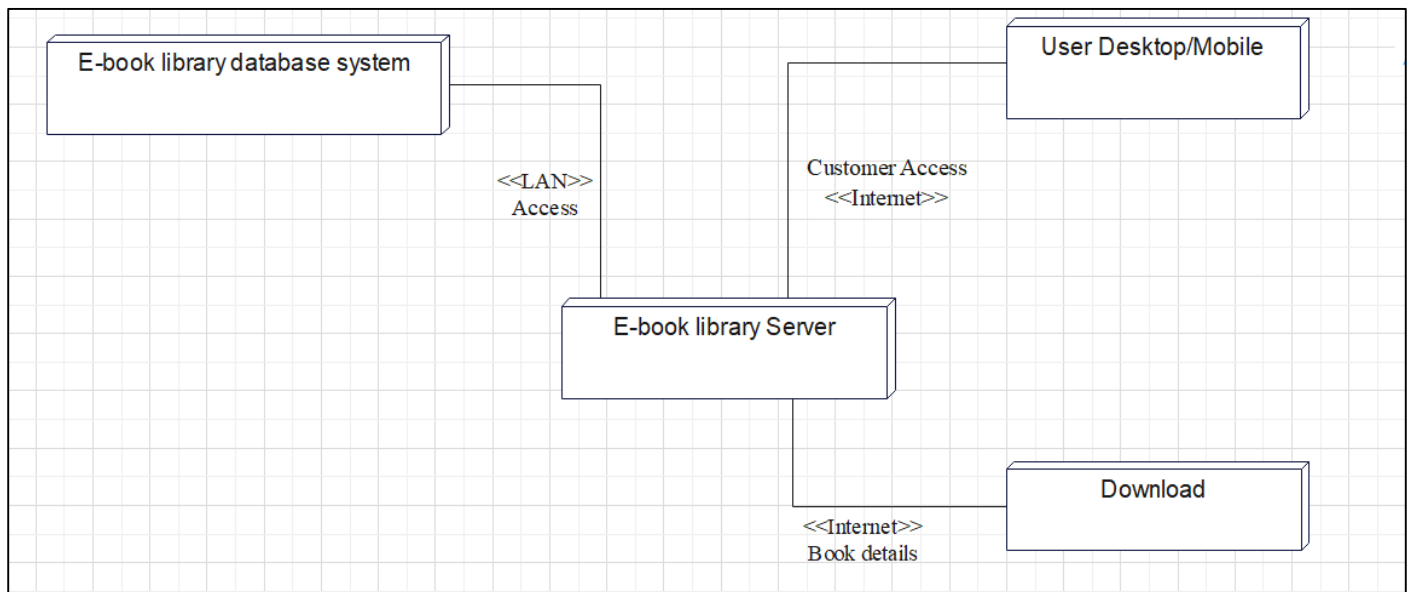 E-book library database system
User Desktop/Mobile
<<LAN>>
Access
Customer Access
<<Internet>>
E-book library Server
Download
<<Internet>>
Book details